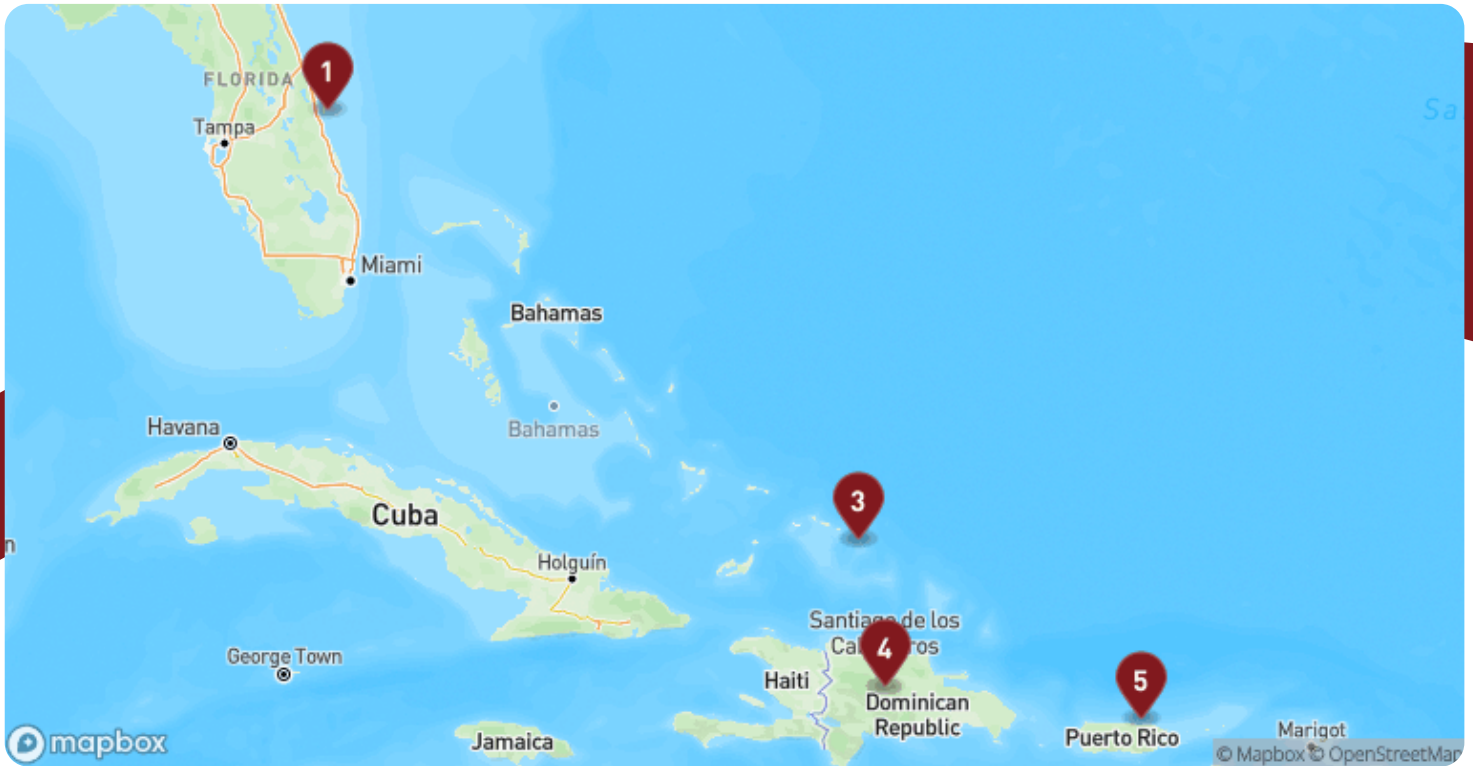 Sa
FLORIDA
1
Tampa
Miami
Bahamas
Bahamas
Havana
Cuba
3
n
Holguín
Santiago de los
4
George Town
Haiti
5
Dominican
Republic
Puerto Rico
Marigot
Jamaica
mapbox
© Mapbox © OpenStreetMap